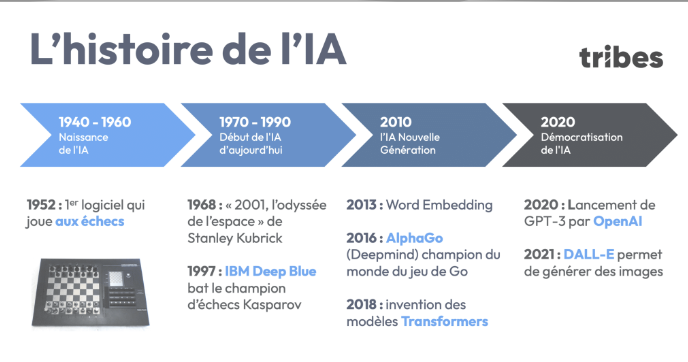 L'histoire de l'IA
tribes
1940 - 1960
Naissance
de l'IA
1970 - 1990
Début de l'IA
d'aujourd'hui
2010
l'IA Nouvelle
Génération
2020
Démocratisation
de l'IA
1952 : 1er logiciel qui
joue aux échecs
1968 : « 2001, l'odyssée
de l'espace » de
Stanley Kubrick
1997 : IBM Deep Blue
bat le champion
d'échecs Kasparov
2013 : Word Embedding
2016 : AlphaGo
(Deepmind) champion du
monde du jeu de Go
2018 : invention des
modèles Transformers
2020 : Lancement de
GPT-3 par OpenAI
2021 : DALL-E permet
de générer des images